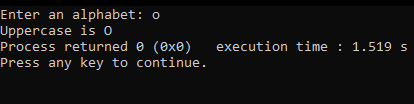 Enter an alphabet: o
Uppercase is O
Process returned 0 (0x0)   execution time : 1.519 s
Press any key to continue.